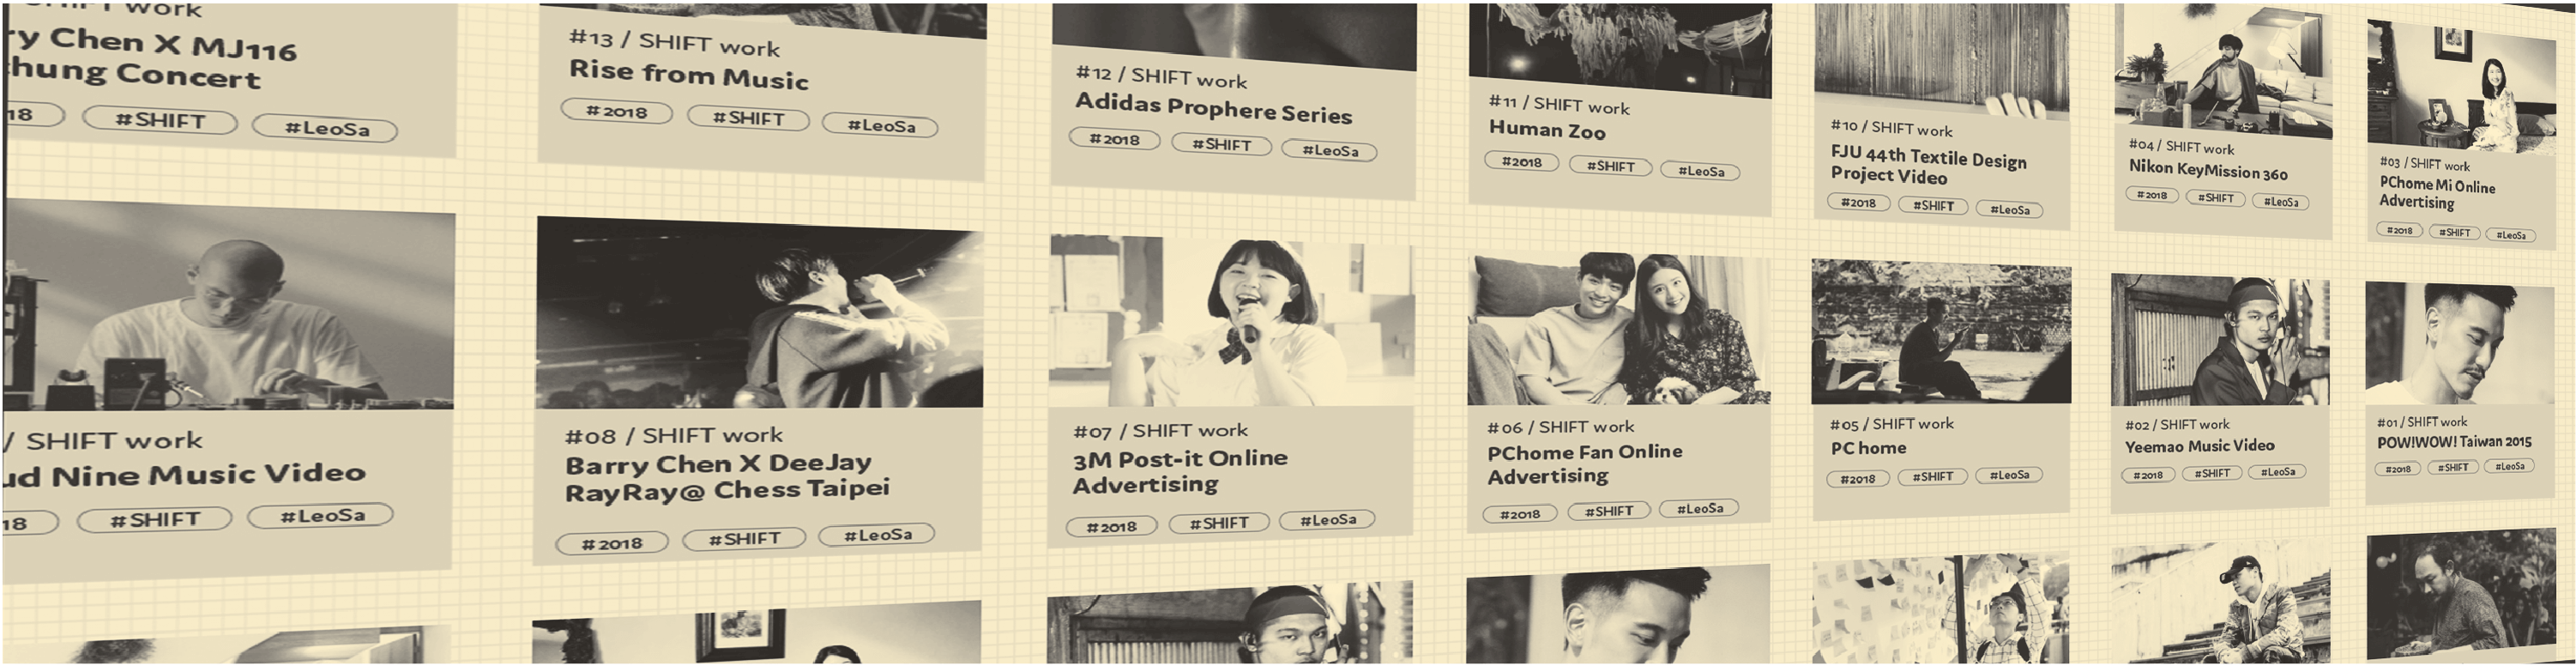 SHIFT work
ry Chen X MJ116
hung Concert
18 #SHIFT #LeoSa
#13 / SHIFT work
Rise from Music
#2018 #SHIFT #LeoSa
#12 / SHIFT work
Adidas Prophere Series
#2018 #SHIFT #LeoSa
#11 / SHIFT work
Human Zoo
#2018 #SHIFT #LeoSa
#10 / SHIFT work
FJU 44th Textile Design
Project Video
#2018 #SHIFT #LeoSa
#04 / SHIFT work
Nikon KeyMission 360
#2018 #SHIFT #LeoSa
#03 / SHIFT work
PChome Mi Online
Advertising
#2018 #SHIFT #LeoSa
/ SHIFT work
ud Nine Music Video
18 #SHIFT #LeoSa
#08 / SHIFT work
Barry Chen X DeeJay
RayRay@ Chess Taipei
#2018 #SHIFT #LeoSa
#07 / SHIFT work
3M Post-it Online
Advertising
#2018 #SHIFT #LeoSa
#06 / SHIFT work
PChome Fan Online
Advertising
#2018 #SHIFT #LeoSa
#05 / SHIFT work
PC home
#2018 #SHIFT #LeoSa
#02 / SHIFT work
Yeemao Music Video
#2018 #SHIFT #LeoSa
#01 / SHIFT work
POW!WOW! Taiwan 2015
#2018 #SHIFT #LeoSa